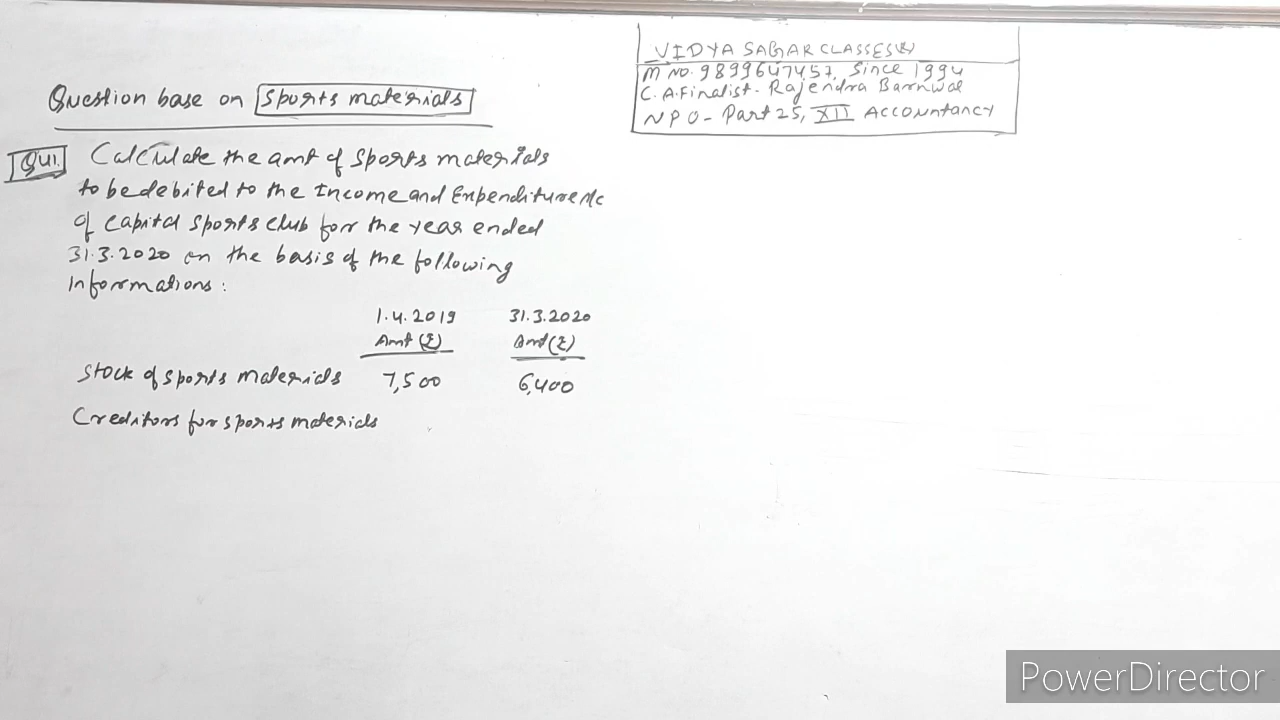 VIDYA SAGAR CLASSES
M NO. 9899647457, Since 1994
C. A. Finalist - Rajendra Barnwal
NPO - Part 25, XII ACCOUNTANCY
Question base on Sports materials
Qu1. Calculate the amt of Sports materials
to be debited to the Income and Expenditure A/c
of Capital Sports club for the year ended
31.3.2020 on the basis of the following
Informations:
1.4.2019 31.3.2020
Amt (₹) Amt (₹)
Stock of sports materials 7,500 6,400
Creditors for sports materials
PowerDirector